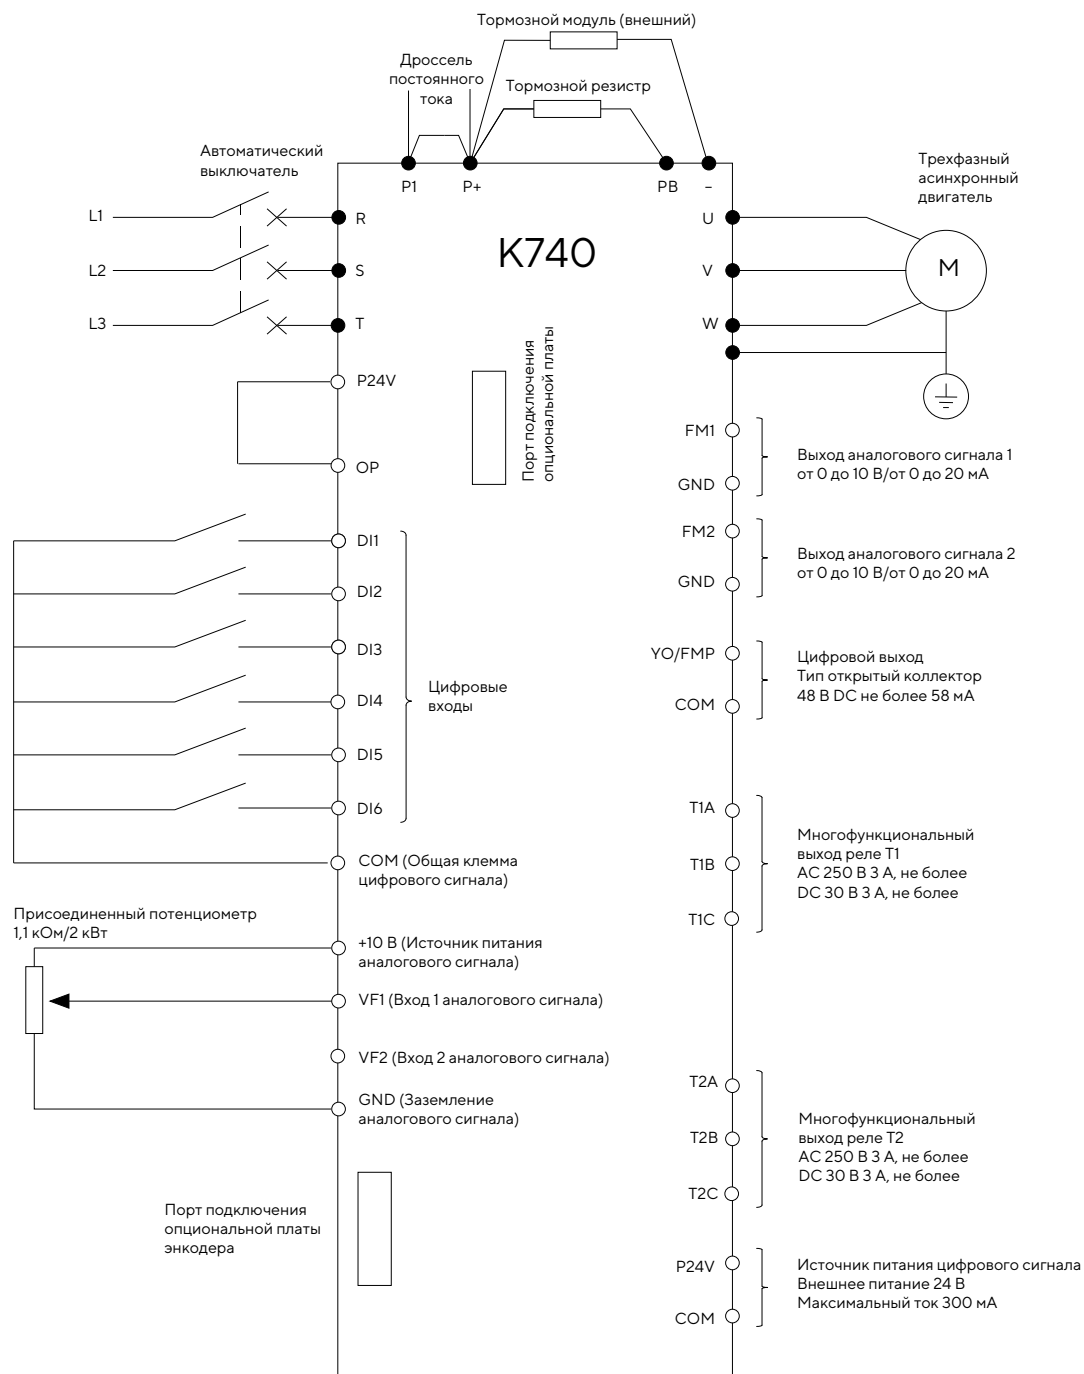 Тормозной модуль (внешний)
Дроссель
постоянного
тока
Тормозной резистр
Автоматический
выключатель
Трехфазный
асинхронный
двигатель
P1
P+
PB
–
L1
R
U
K740
L2
S
V
M
L3
T
W
P24V
OP
Порт подключения
опциональной платы
FM1
GND
Выход аналогового сигнала 1
от 0 до 10 В/от 0 до 20 мА
FM2
GND
Выход аналогового сигнала 2
от 0 до 10 В/от 0 до 20 мА
DI1
DI2
DI3
DI4
DI5
DI6
Цифровые
входы
YO/FMP
COM
Цифровой выход
Тип открытый коллектор
48 В DC не более 58 мА
COM (Общая клемма
цифрового сигнала)
T1A
T1B
T1C
Многофункциональный
выход реле Т1
AC 250 В 3 А, не более
DC 30 В 3 А, не более
Присоединенный потенциометр
1,1 кОм/2 кВт
+10 В (Источник питания
аналогового сигнала)
VF1 (Вход 1 аналогового сигнала)
VF2 (Вход 2 аналогового сигнала)
GND (Заземление
аналогового сигнала)
T2A
T2B
T2C
Многофункциональный
выход реле Т2
AC 250 В 3 А, не более
DC 30 В 3 А, не более
Порт подключения
опциональной платы
энкодера
P24V
COM
Источник питания цифрового сигнала
Внешнее питание 24 В
Максимальный ток 300 мА